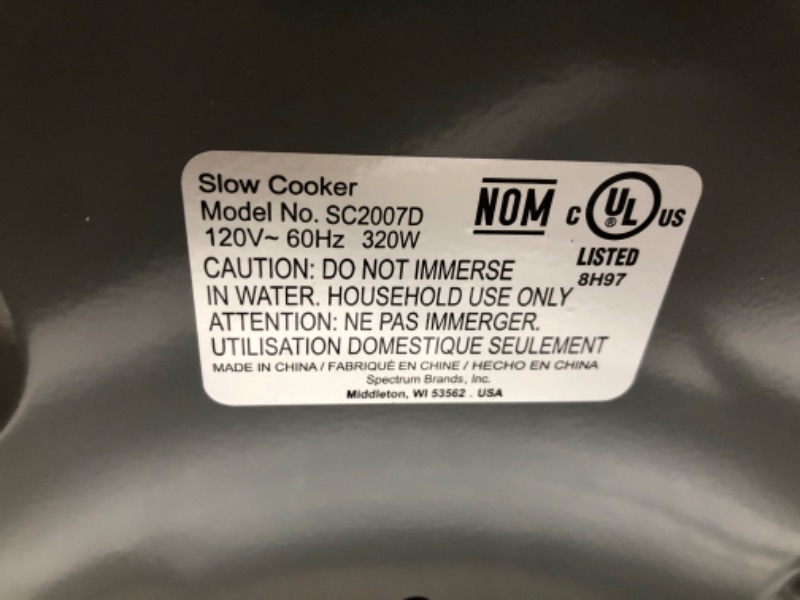 Slow Cooker
Model No. SC2007D
120V~ 60Hz 320W
NOM
C UL ® US
LISTED
8H97
CAUTION: DO NOT IMMERSE
IN WATER. HOUSEHOLD USE ONLY
ATTENTION: NE PAS IMMERGER.
UTILISATION DOMESTIQUE SEULEMENT
MADE IN CHINA / FABRIQUÉ EN CHINE / HECHO EN CHINA
Spectrum Brands, Inc.
Middleton, WI 53562 . USA